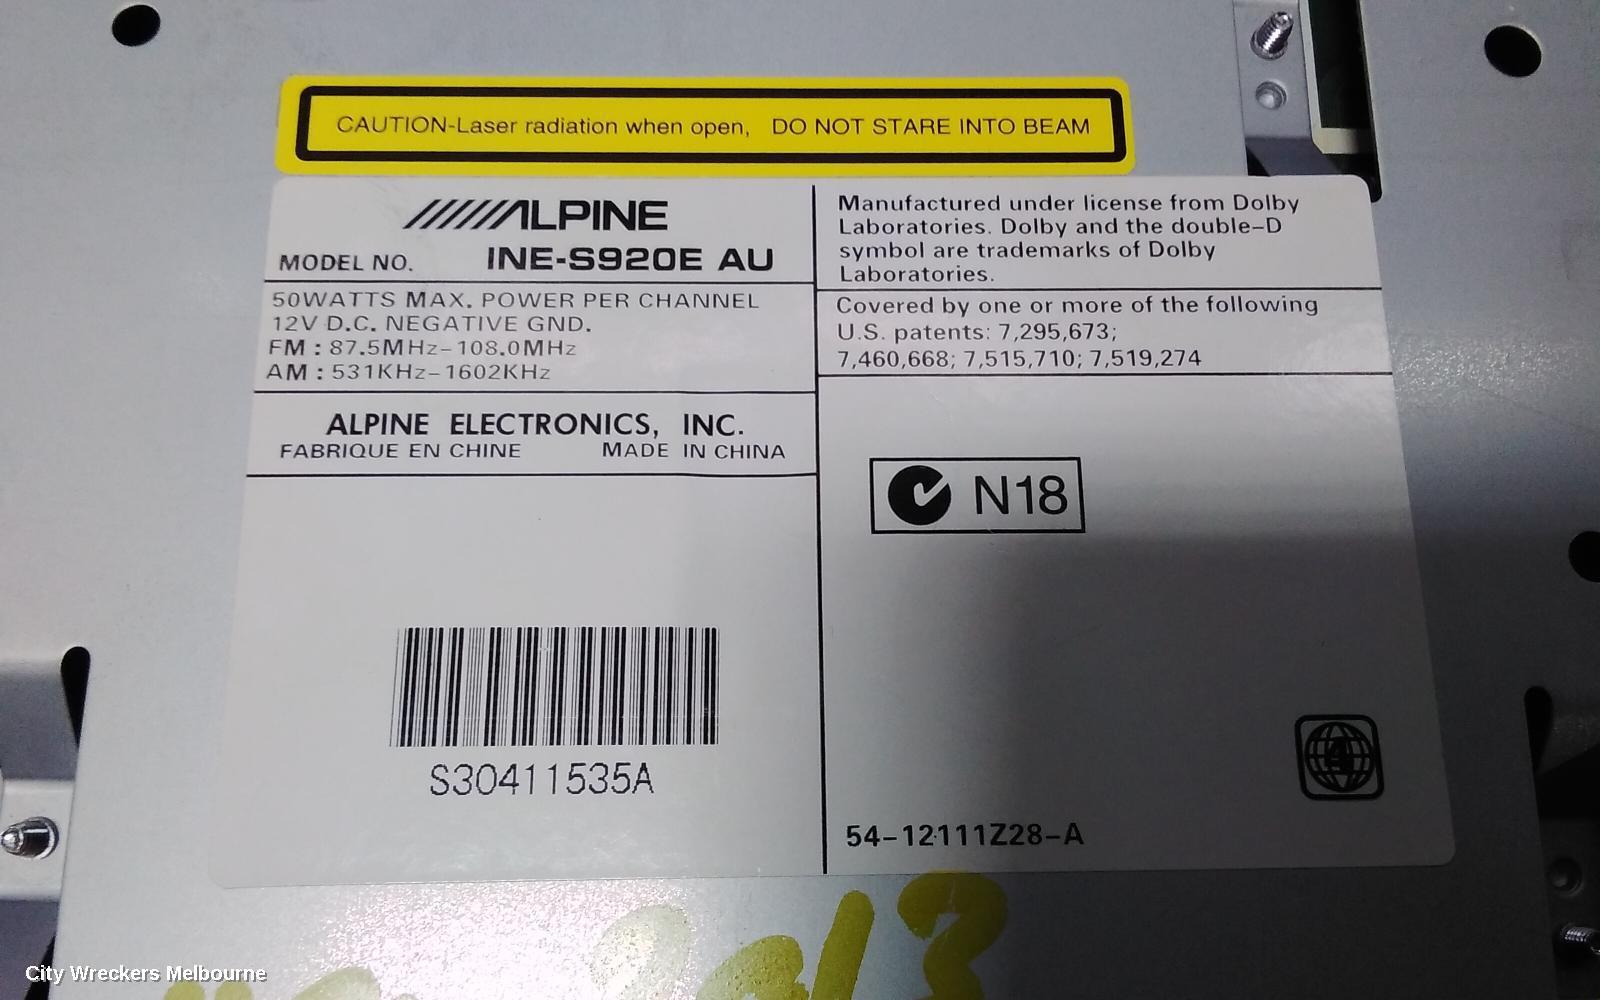 CAUTION-Laser radiation when open, DO NOT STARE INTO BEAM
ALPINE
MODEL NO. INE-S920E AU
50WATTS MAX. POWER PER CHANNEL
12V D.C. NEGATIVE GND.
FM : 87.5MHz-108.0MHz
AM : 531KHz-1602KHz
ALPINE ELECTRONICS, INC.
FABRIQUE EN CHINE MADE IN CHINA
S30411535A
Manufactured under license from Dolby
Laboratories. Dolby and the double-D
symbol are trademarks of Dolby
Laboratories.
Covered by one or more of the following
U.S. patents: 7,295,673;
7,460,668; 7,515,710; 7,519,274
N18
4
54-12111Z28-A
2013
City Wreckers Melbourne